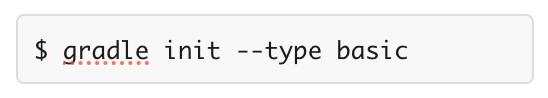 $ gradle init --type basic